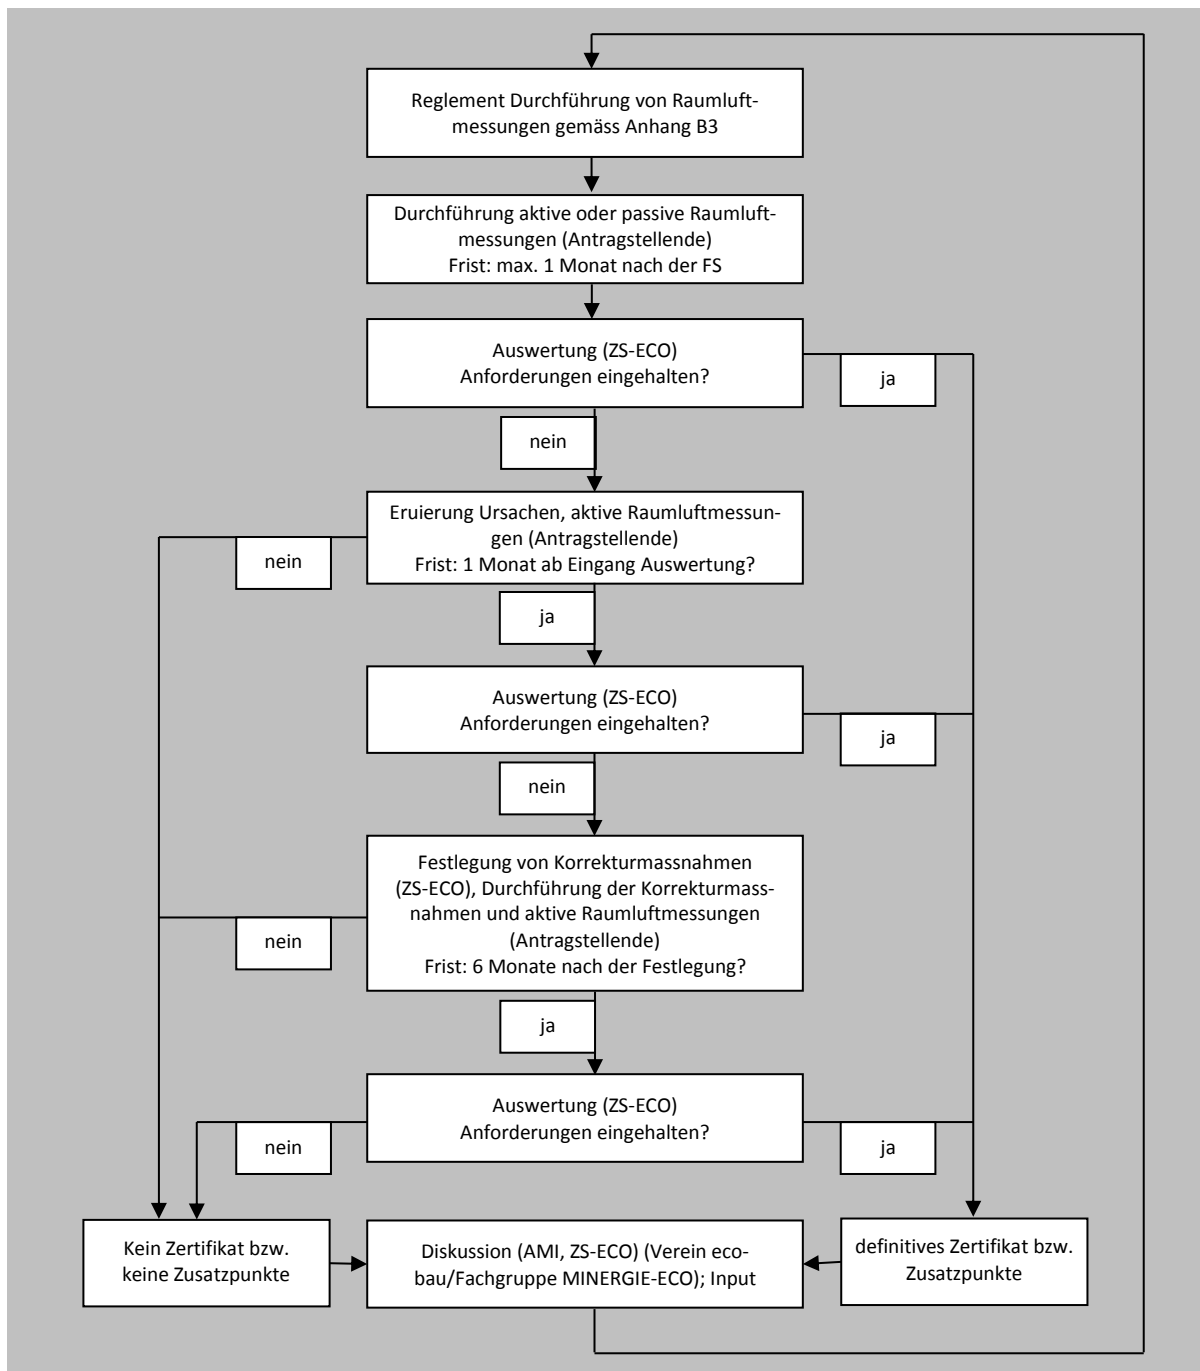 Reglement Durchführung von Raumluft-
messungen gemäss Anhang B3
Durchführung aktive oder passive Raumluft-
messungen (Antragstellende)
Frist: max. 1 Monat nach der FS
Auswertung (ZS-ECO)
Anforderungen eingehalten?
ja
nein
Eruierung Ursachen, aktive Raumluftmessun-
gen (Antragstellende)
Frist: 1 Monat ab Eingang Auswertung?
nein
ja
Auswertung (ZS-ECO)
Anforderungen eingehalten?
ja
nein
Festlegung von Korrekturmassnahmen
(ZS-ECO), Durchführung der Korrekturmass-
nahmen und aktive Raumluftmessungen
(Antragstellende)
Frist: 6 Monate nach der Festlegung?
nein
ja
Auswertung (ZS-ECO)
Anforderungen eingehalten?
nein
ja
Kein Zertifikat bzw.
keine Zusatzpunkte
Diskussion (AMI, ZS-ECO) (Verein eco-
bau/Fachgruppe MINERGIE-ECO); Input
definitives Zertifikat bzw.
Zusatzpunkte